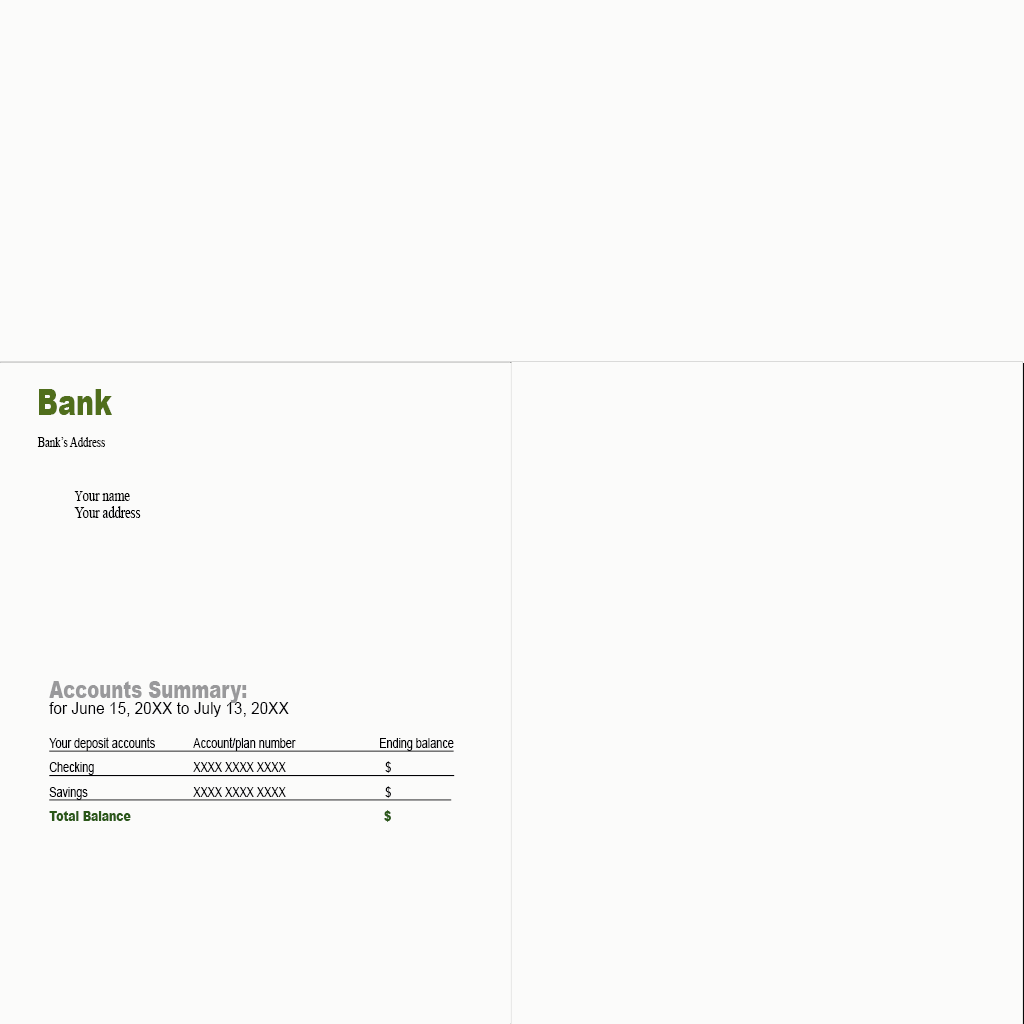 Bank
Bank’s Address
Your name
Your address
Accounts Summary:
for June 15, 20XX to July 13, 20XX
Your deposit accounts Account/plan number Ending balance
Checking XXXX XXXX XXXX $
Savings XXXX XXXX XXXX $
Total Balance $